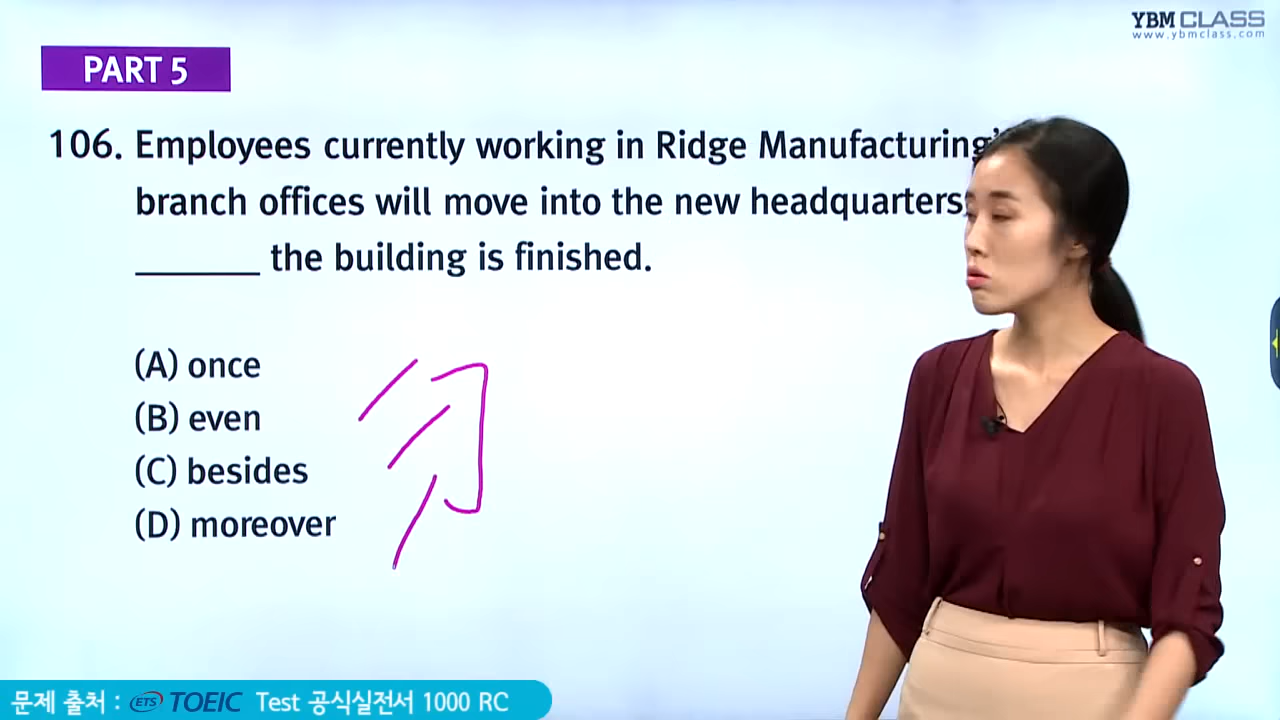 YBM CLASS
www.ybmclass.com
PART 5
106. Employees currently working in Ridge Manufacturing's
branch offices will move into the new headquarters
______ the building is finished.
(A) once
(B) even
(C) besides
(D) moreover
문제 출처 : ETS TOEIC Test 공식실전서 1000 RC